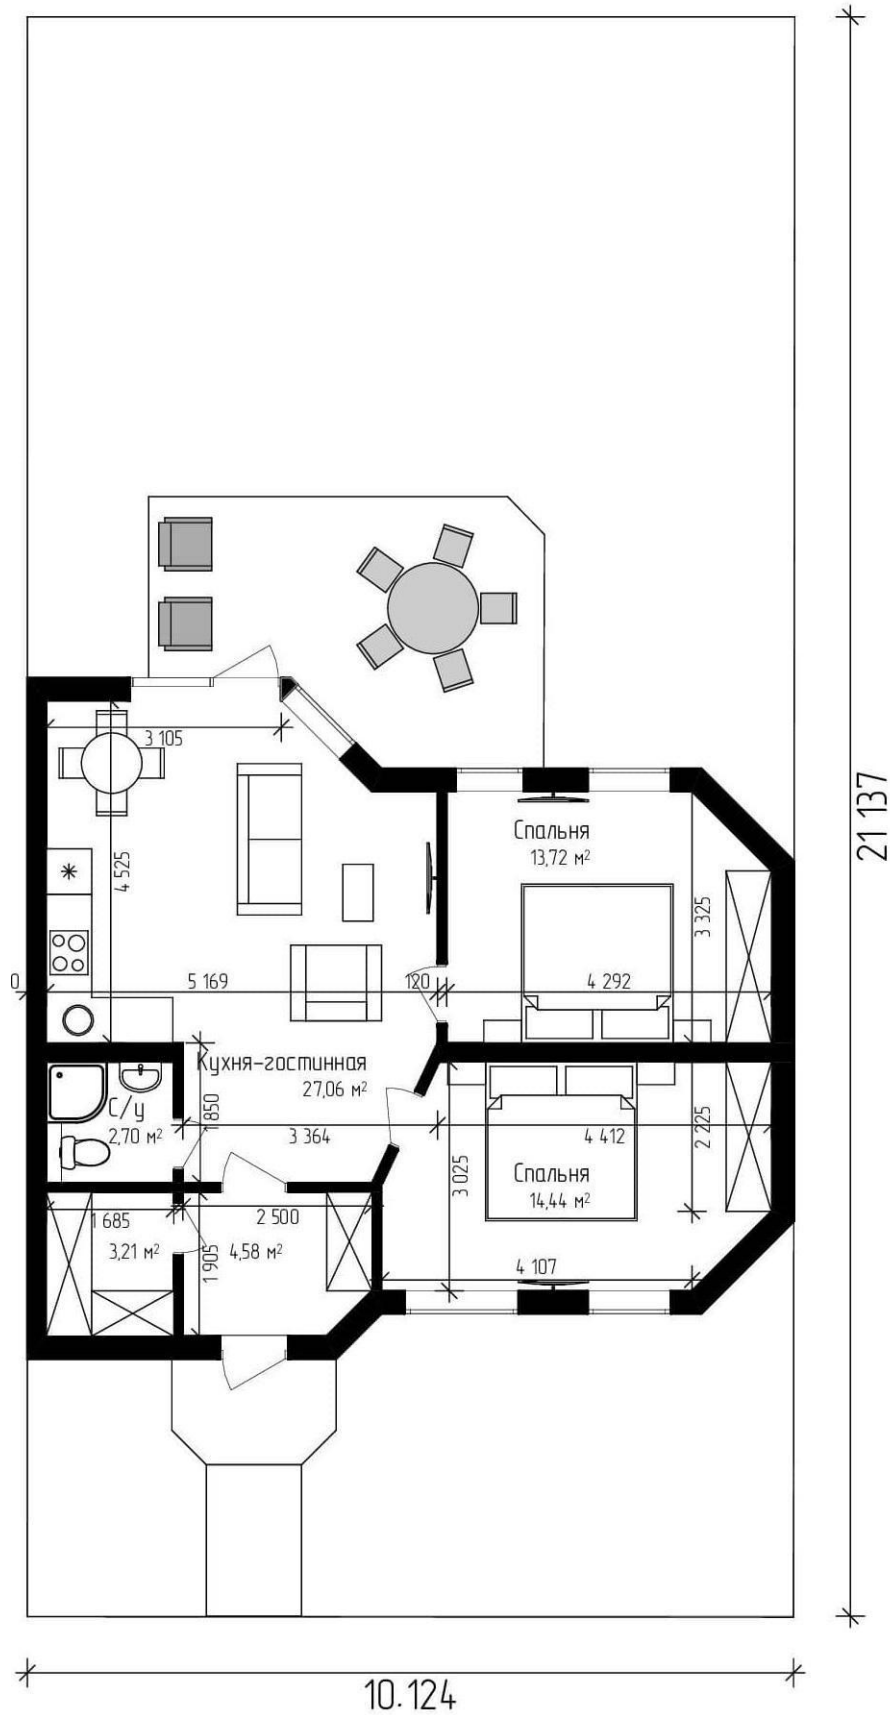 21 137
3 105
Спальня
13,72 м²
4 525
3 325
0
5 169
120
4 292
Кухня-гостинная
27,06 м²
С/у
2,70 м²
1 850
3 364
4 412
2 225
3 025
Спальня
14,44 м²
1 685
2 500
3,21 м²
1 905
4,58 м²
4 107
10.124